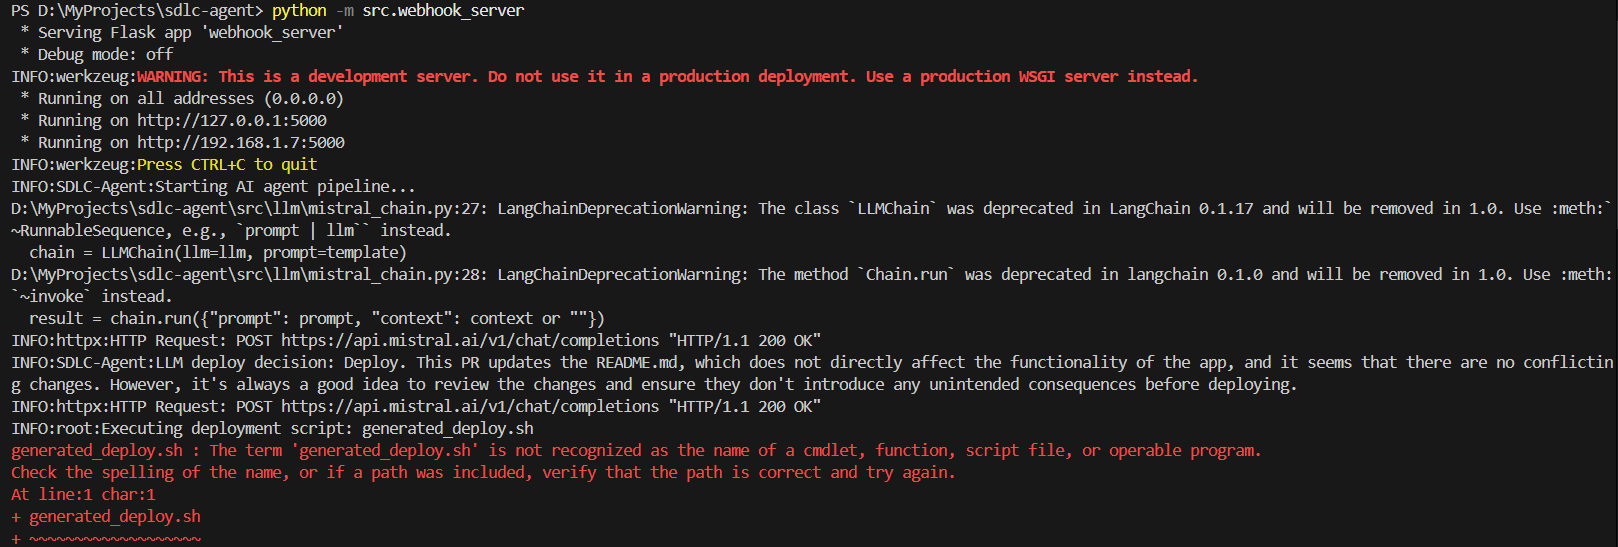 PS D:\MyProjects\sdlc-agent> python -m src.webhook_server
 * Serving Flask app 'webhook_server'
 * Debug mode: off
INFO:werkzeug:WARNING: This is a development server. Do not use it in a production deployment. Use a production WSGI server instead.
 * Running on all addresses (0.0.0.0)
 * Running on http://127.0.0.1:5000
 * Running on http://192.168.1.7:5000
INFO:werkzeug:Press CTRL+C to quit
INFO:SDLC-Agent:Starting AI agent pipeline...
D:\MyProjects\sdlc-agent\src\llm\mistral_chain.py:27: LangChainDeprecationWarning: The class `LLMChain` was deprecated in LangChain 0.1.17 and will be removed in 1.0. Use :meth:`
~RunnableSequence, e.g., `prompt | llm`` instead.
  chain = LLMChain(llm=llm, prompt=template)
D:\MyProjects\sdlc-agent\src\llm\mistral_chain.py:28: LangChainDeprecationWarning: The method `Chain.run` was deprecated in langchain 0.1.0 and will be removed in 1.0. Use :meth:
`~invoke` instead.
  result = chain.run({"prompt": prompt, "context": context or ""})
INFO:httpx:HTTP Request: POST https://api.mistral.ai/v1/chat/completions "HTTP/1.1 200 OK"
INFO:SDLC-Agent:LLM deploy decision: Deploy. This PR updates the README.md, which does not directly affect the functionality of the app, and it seems that there are no conflictin
g changes. However, it's always a good idea to review the changes and ensure they don't introduce any unintended consequences before deploying.
INFO:httpx:HTTP Request: POST https://api.mistral.ai/v1/chat/completions "HTTP/1.1 200 OK"
INFO:root:Executing deployment script: generated_deploy.sh
generated_deploy.sh : The term 'generated_deploy.sh' is not recognized as the name of a cmdlet, function, script file, or operable program.
Check the spelling of the name, or if a path was included, verify that the path is correct and try again.
At line:1 char:1
+ generated_deploy.sh
+ ~~~~~~~~~~~~~~~~~~~